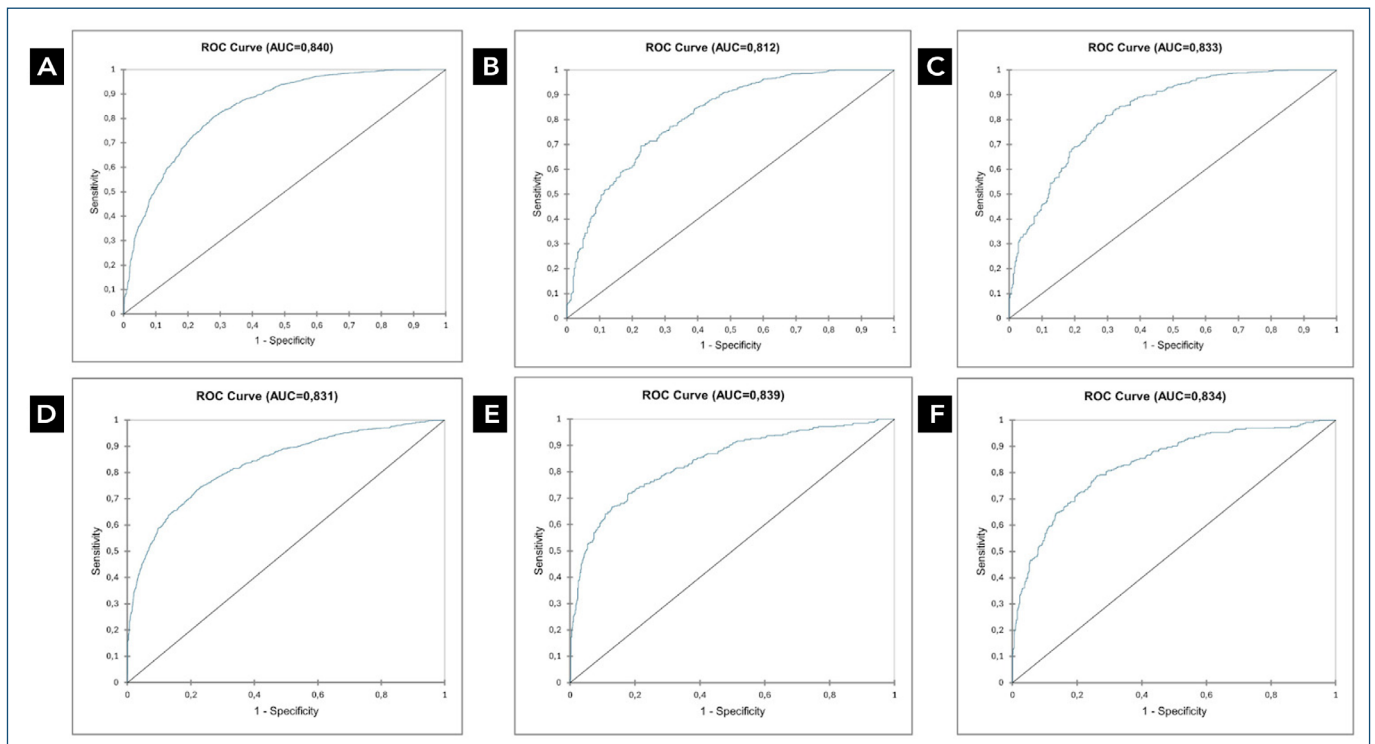 A
ROC Curve (AUC=0,840)
1
0,9
0,8
0,7
0,6
0,5
0,4
0,3
0,2
0,1
0
Sensitivity
0 0,1 0,2 0,3 0,4 0,5 0,6 0,7 0,8 0,9 1
1 - Specificity
B
ROC Curve (AUC=0,812)
1
0,9
0,8
0,7
0,6
0,5
0,4
0,3
0,2
0,1
0
Sensitivity
0 0,1 0,2 0,3 0,4 0,5 0,6 0,7 0,8 0,9 1
1 - Specificity
C
ROC Curve (AUC=0,833)
1
0,9
0,8
0,7
0,6
0,5
0,4
0,3
0,2
0,1
0
Sensitivity
0 0,1 0,2 0,3 0,4 0,5 0,6 0,7 0,8 0,9 1
1 - Specificity
D
ROC Curve (AUC=0,831)
1
0,9
0,8
0,7
0,6
0,5
0,4
0,3
0,2
0,1
0
Sensitivity
0 0,2 0,4 0,6 0,8 1
1 - Specificity
E
ROC Curve (AUC=0,839)
1
0,9
0,8
0,7
0,6
0,5
0,4
0,3
0,2
0,1
0
Sensitivity
0 0,2 0,4 0,6 0,8 1
1 - Specificity
F
ROC Curve (AUC=0,834)
1
0,9
0,8
0,7
0,6
0,5
0,4
0,3
0,2
0,1
0
Sensitivity
0 0,2 0,4 0,6 0,8 1
1 - Specificity